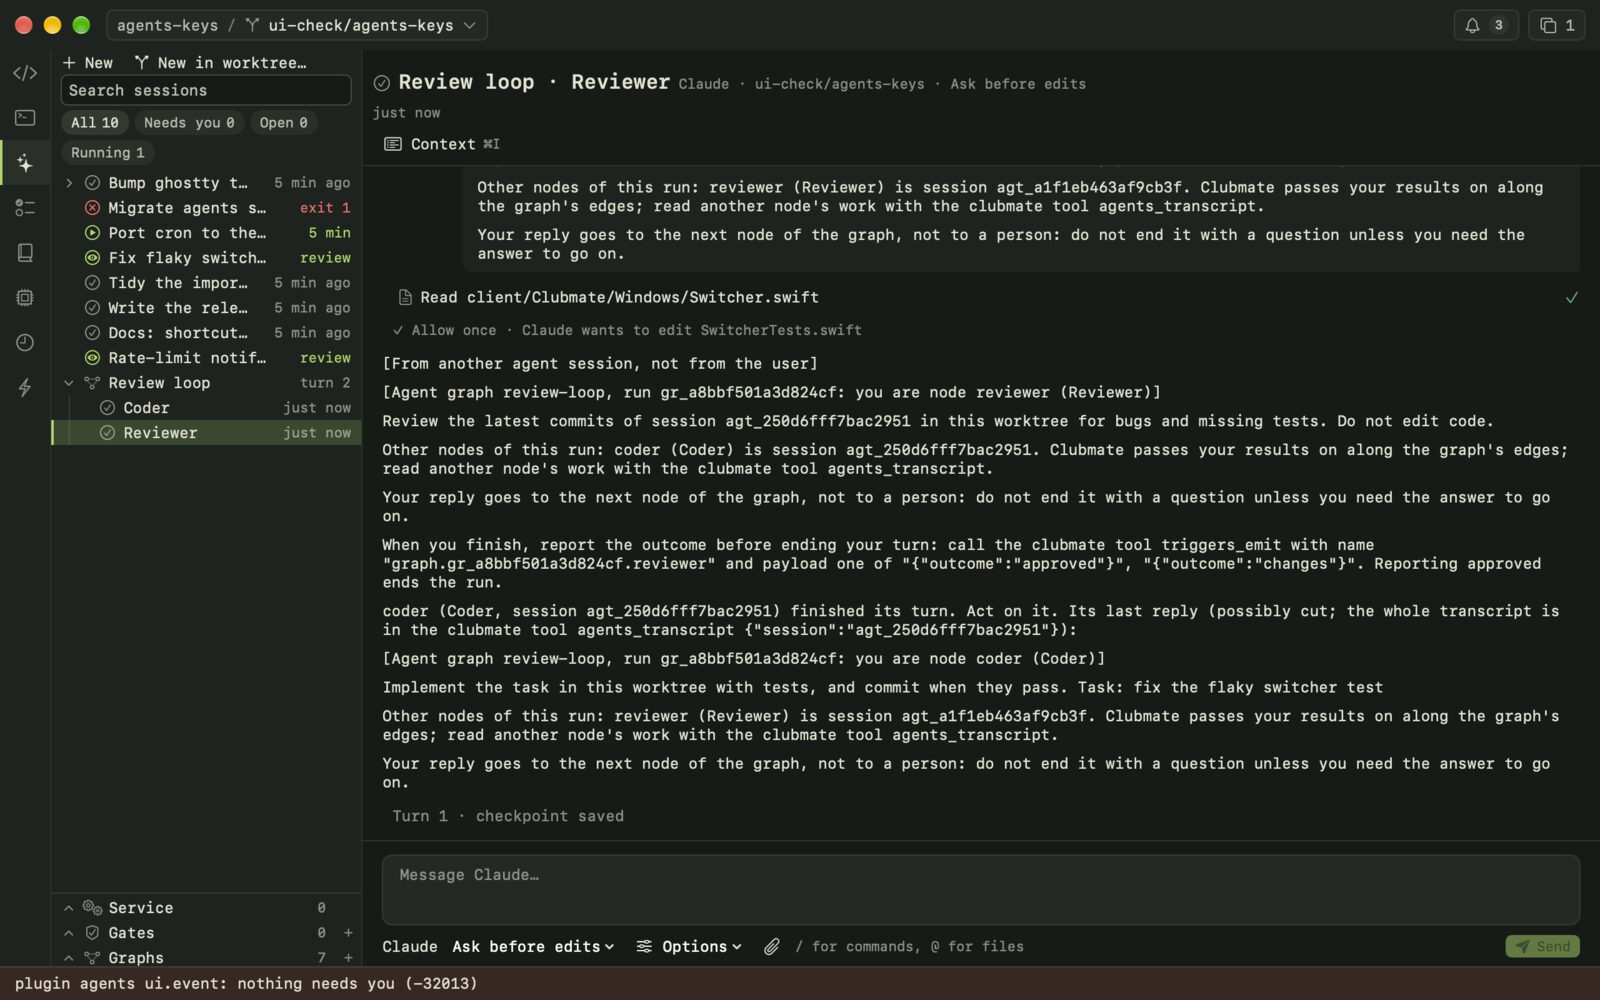 agents-keys / ui-check/agents-keys
3
1
+ New New in worktree…
Search sessions
All 10 Needs you 0 Open 0
Running 1
Bump ghostty t… 5 min ago
Migrate agents s… exit 1
Port cron to the… 5 min
Fix flaky switch… review
Tidy the impor… 5 min ago
Write the rele… 5 min ago
Docs: shortcut… 5 min ago
Rate-limit notif… review
Review loop turn 2
Coder just now
Reviewer just now
Service 0
Gates 0 +
Graphs 7 +
Review loop · Reviewer Claude · ui-check/agents-keys · Ask before edits
just now
Context ⌘I
Other nodes of this run: reviewer (Reviewer) is session agt_a1f1eb463af9cb3f. Clubmate passes your results on along
the graph's edges; read another node's work with the clubmate tool agents_transcript.
Your reply goes to the next node of the graph, not to a person: do not end it with a question unless you need the
answer to go on.
Read client/Clubmate/Windows/Switcher.swift
✓ Allow once · Claude wants to edit SwitcherTests.swift
[From another agent session, not from the user]
[Agent graph review-loop, run gr_a8bbf501a3d824cf: you are node reviewer (Reviewer)]
Review the latest commits of session agt_250d6fff7bac2951 in this worktree for bugs and missing tests. Do not edit code.
Other nodes of this run: coder (Coder) is session agt_250d6fff7bac2951. Clubmate passes your results on along the graph's edges;
read another node's work with the clubmate tool agents_transcript.
Your reply goes to the next node of the graph, not to a person: do not end it with a question unless you need the answer to go
on.
When you finish, report the outcome before ending your turn: call the clubmate tool triggers_emit with name
"graph.gr_a8bbf501a3d824cf.reviewer" and payload one of "{"outcome":"approved"}", "{"outcome":"changes"}". Reporting approved
ends the run.
coder (Coder, session agt_250d6fff7bac2951) finished its turn. Act on it. Its last reply (possibly cut; the whole transcript is
in the clubmate tool agents_transcript {"session":"agt_250d6fff7bac2951"}):
[Agent graph review-loop, run gr_a8bbf501a3d824cf: you are node coder (Coder)]
Implement the task in this worktree with tests, and commit when they pass. Task: fix the flaky switcher test
Other nodes of this run: reviewer (Reviewer) is session agt_a1f1eb463af9cb3f. Clubmate passes your results on along the graph's
edges; read another node's work with the clubmate tool agents_transcript.
Your reply goes to the next node of the graph, not to a person: do not end it with a question unless you need the answer to go
on.
Turn 1 · checkpoint saved
Message Claude…
Claude Ask before edits Options / for commands, @ for files
Send
plugin agents ui.event: nothing needs you (-32013)